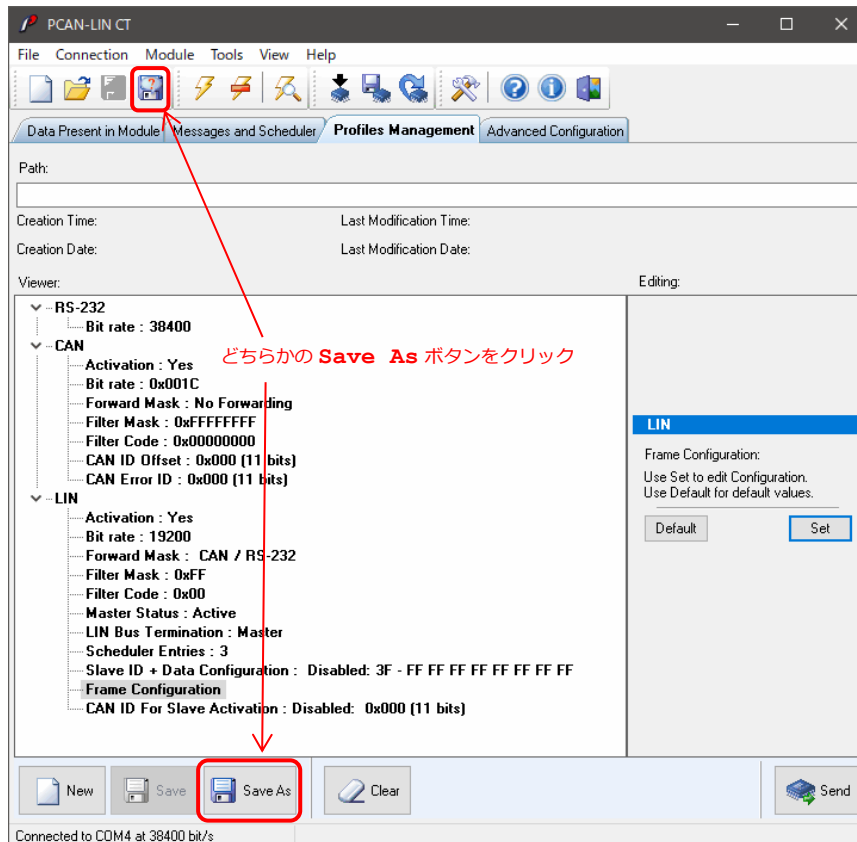 PCAN-LIN CT
File Connection Module Tools View Help
Data Present in Module Messages and Scheduler Profiles Management Advanced Configuration
Path:
Creation Time: Last Modification Time:
Creation Date: Last Modification Date:
Viewer: Editing:
RS-232
Bit rate : 38400
CAN
どちらかの Save As ボタンをクリック
Activation : Yes
Bit rate : 0x001C
Forward Mask : No Forwarding
Filter Mask : 0xFFFFFFFF
Filter Code : 0x00000000
CAN ID Offset : 0x000 (11 bits)
CAN Error ID : 0x000 (11 bits)
LIN
Activation : Yes
Bit rate : 19200
Forward Mask : CAN / RS-232
Filter Mask : 0xFF
Filter Code : 0x00
Master Status : Active
LIN Bus Termination : Master
Scheduler Entries : 3
Slave ID + Data Configuration : Disabled: 3F - FF FF FF FF FF FF FF FF
Frame Configuration
CAN ID For Slave Activation : Disabled: 0x000 (11 bits)
LIN
Frame Configuration:
Use Set to edit Configuration.
Use Default for default values.
Default Set
New Save Save As Clear Send
Connected to COM4 at 38400 bit/s